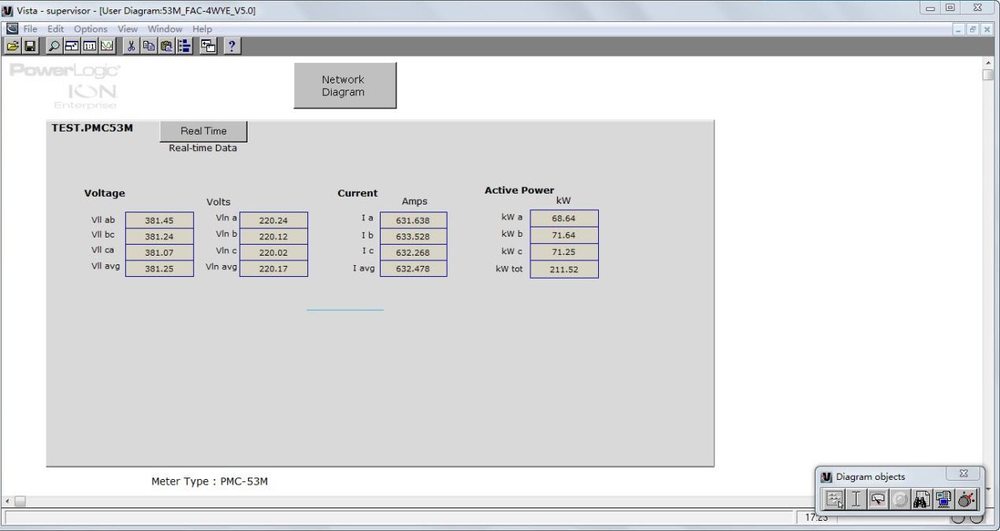 Vista - supervisor - [User Diagram:53M_FAC-4WYE_V5.0]
File Edit Options View Window Help
1:1 ?
PowerLogic
ION
Enterprise
Network
Diagram
TEST.PMC53M
Real Time
Real-time Data
Voltage Current Active Power
Volts Amps kW
Vll ab 381.45 Vln a 220.24 I a 631.638 kW a 68.64
Vll bc 381.24 Vln b 220.12 I b 633.528 kW b 71.64
Vll ca 381.07 Vln c 220.02 I c 632.268 kW c 71.25
Vll avg 381.25 Vln avg 220.17 I avg 632.478 kW tot 211.52
Meter Type : PMC-53M
Diagram objects
17:23